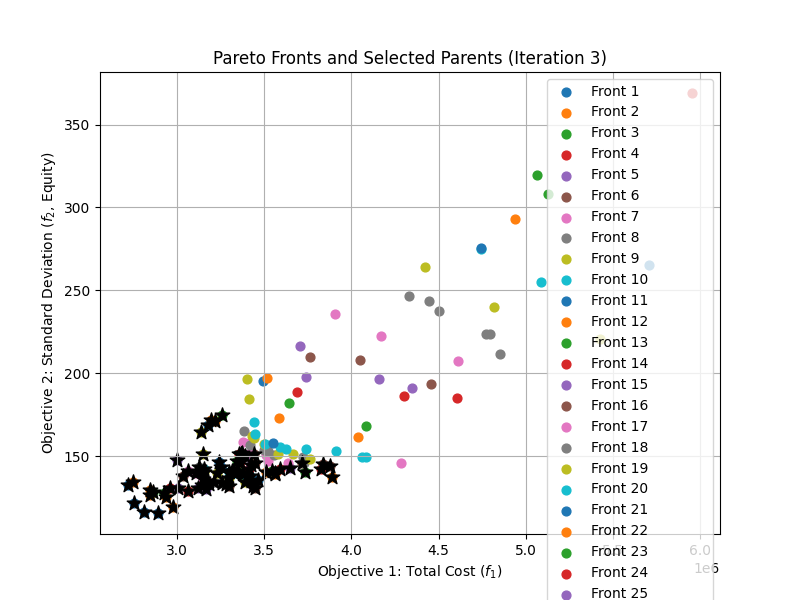 Pareto Fronts and Selected Parents (Iteration 3)
Objective 2: Standard Deviation (f₂, Equity)
350
300
250
200
150
3.0
3.5
4.0
4.5
5.0
5.5
6.0
1e6
Objective 1: Total Cost (f₁)
Front 1
Front 2
Front 3
Front 4
Front 5
Front 6
Front 7
Front 8
Front 9
Front 10
Front 11
Front 12
Front 13
Front 14
Front 15
Front 16
Front 17
Front 18
Front 19
Front 20
Front 21
Front 22
Front 23
Front 24
Front 25